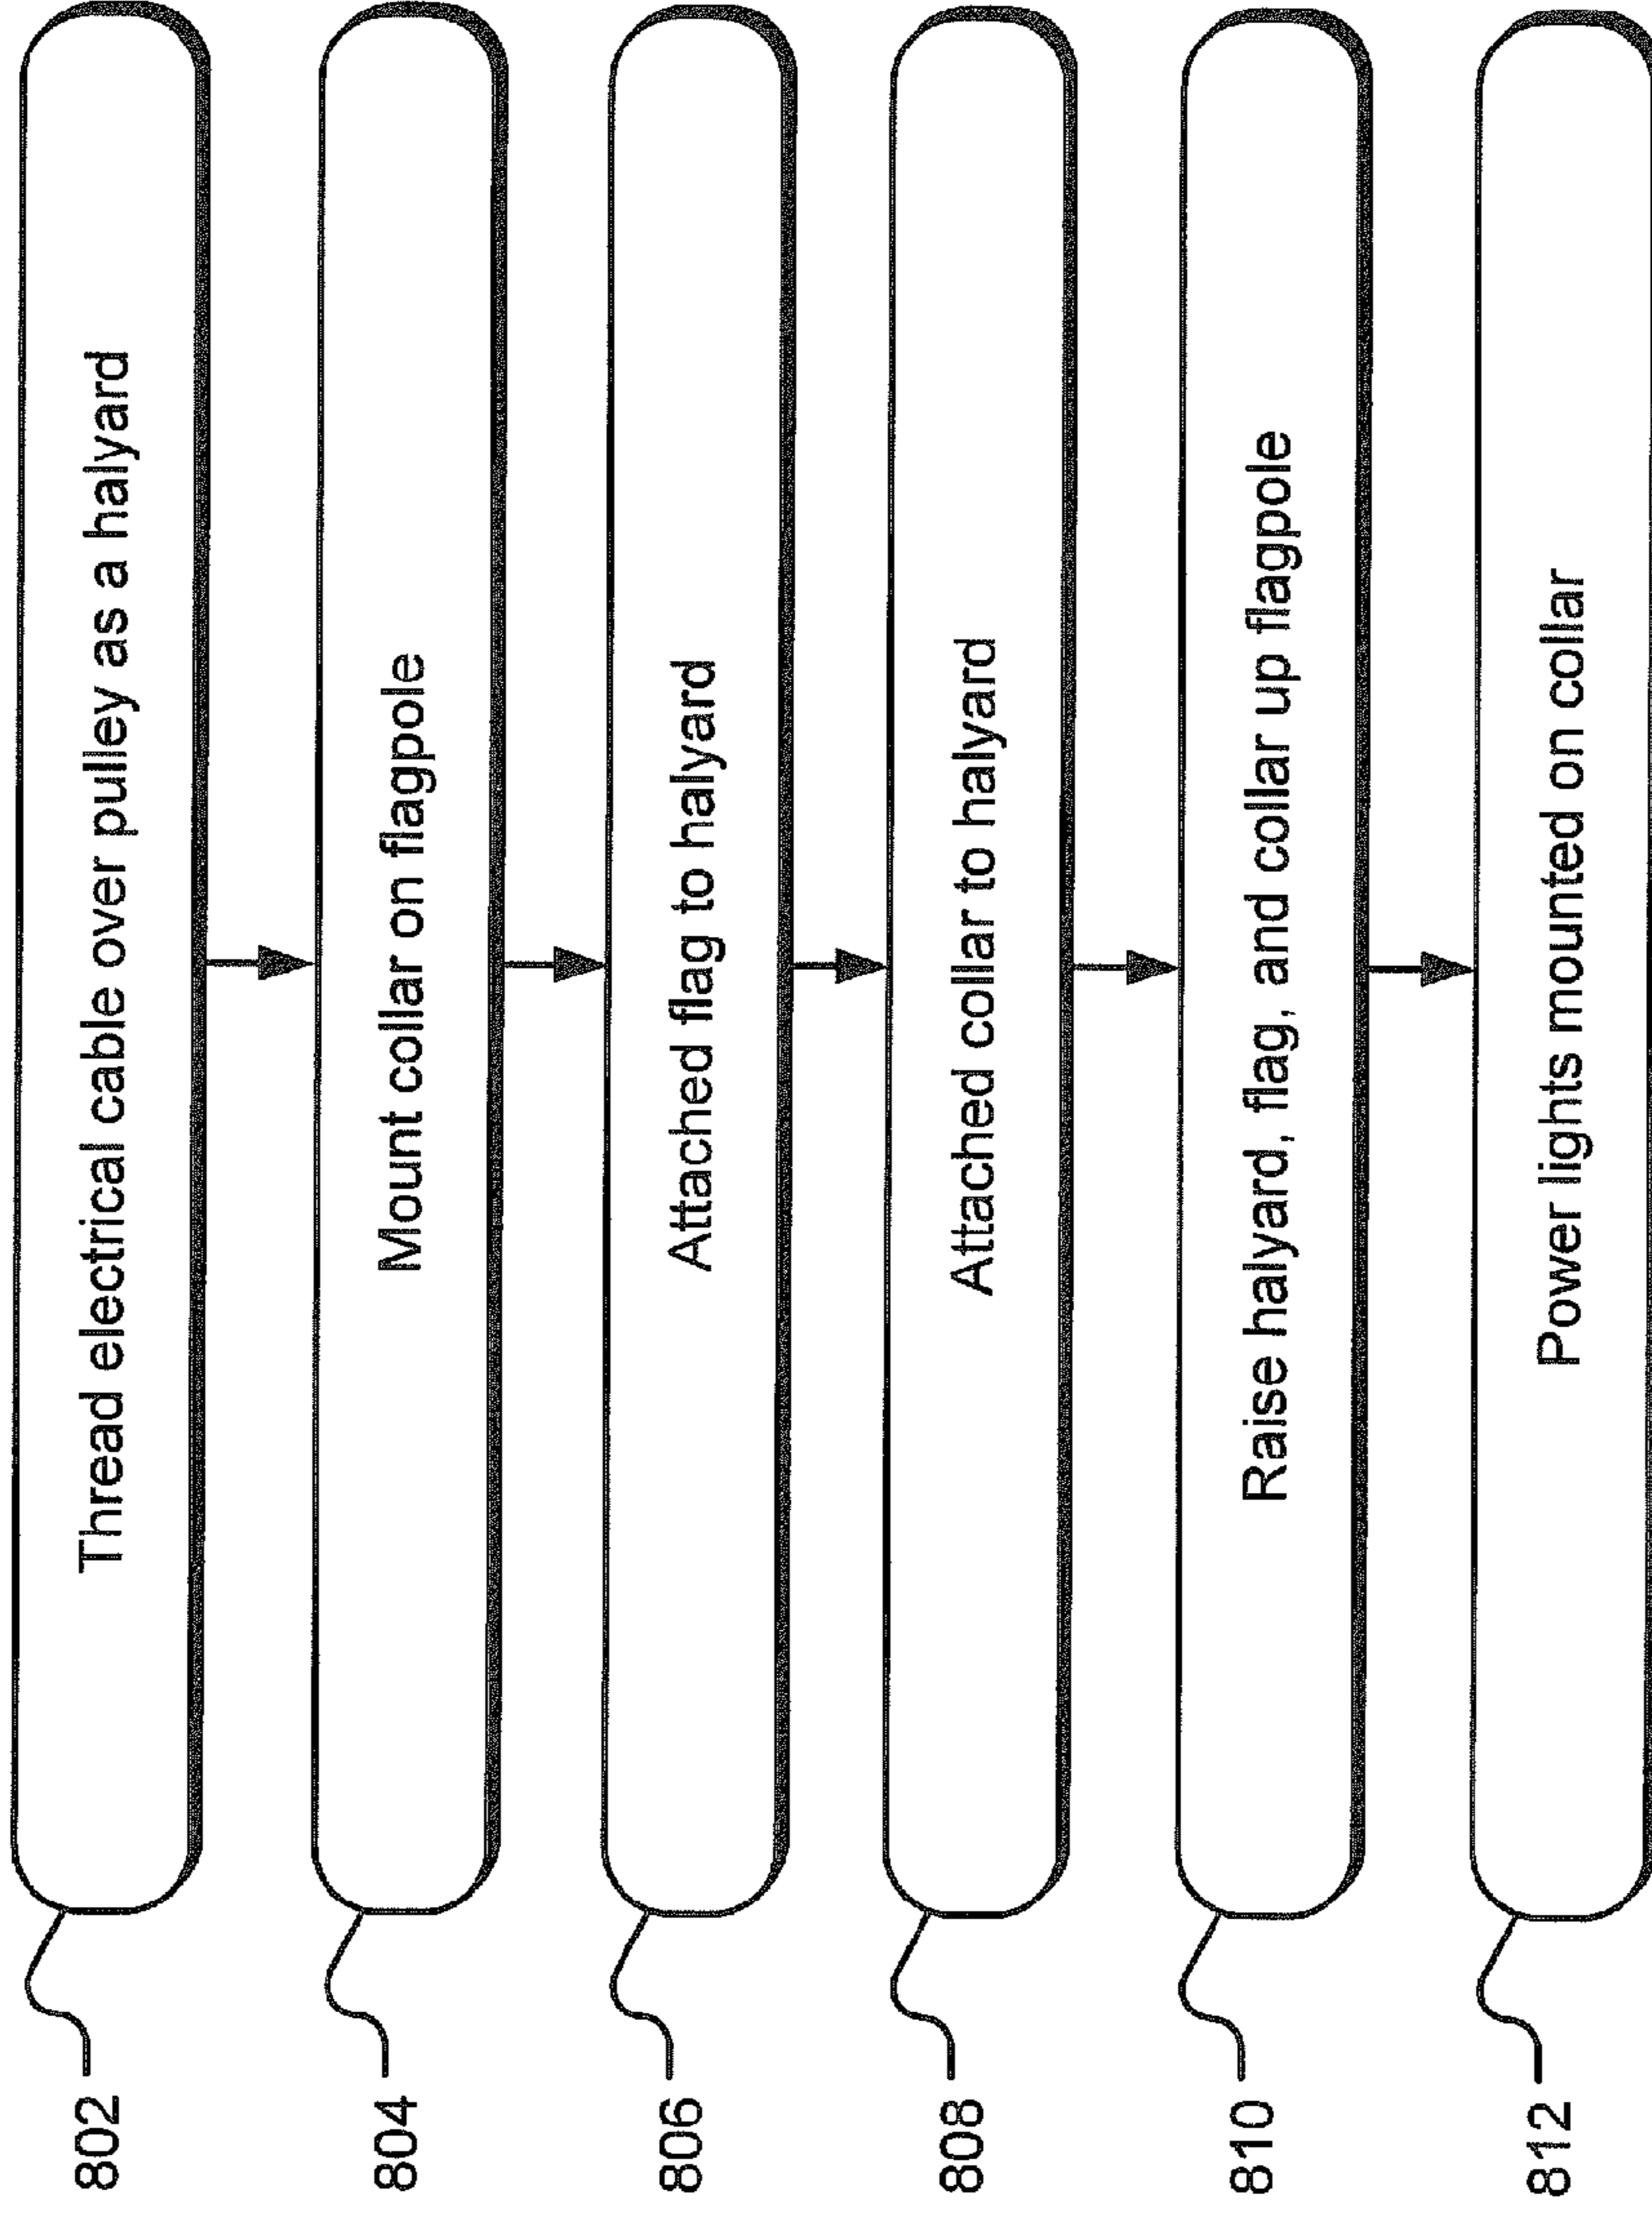 802
Thread electrical cable over pulley as a halyard
804
Mount collar on flagpole
806
Attached flag to halyard
808
Attached collar to halyard
810
Raise halyard, flag, and collar up flagpole
812
Power lights mounted on collar